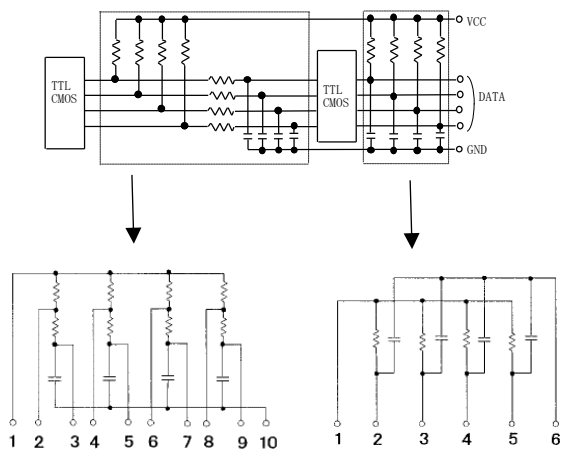 VCC
TTL
CMOS
TTL
CMOS
DATA
GND
1 2 3 4 5 6 7 8 9 10
1 2 3 4 5 6